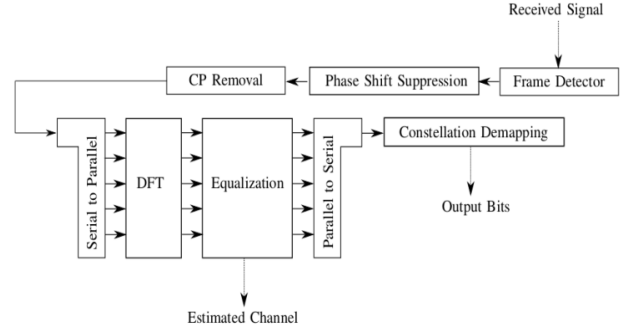 Received Signal
CP Removal
Phase Shift Suppression
Frame Detector
Serial to Parallel
DFT
Equalization
Parallel to Serial
Constellation Demapping
Output Bits
Estimated Channel